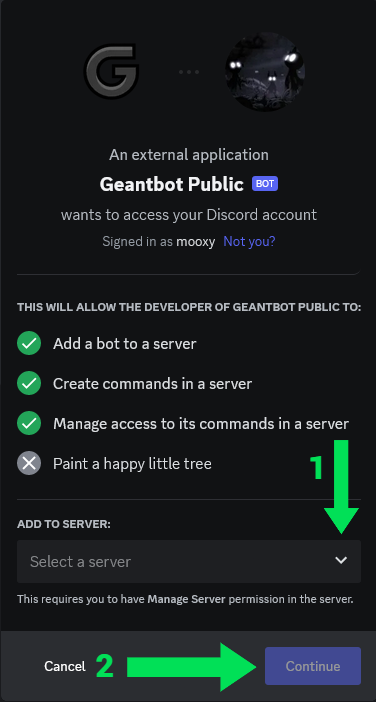 G
An external application
Geantbot Public BOT
wants to access your Discord account
Signed in as mooxy Not you?
THIS WILL ALLOW THE DEVELOPER OF GEANTBOT PUBLIC TO:
Add a bot to a server
Create commands in a server
Manage access to its commands in a server
Paint a happy little tree
1
ADD TO SERVER:
Select a server
This requires you to have Manage Server permission in the server.
Cancel 2 Continue